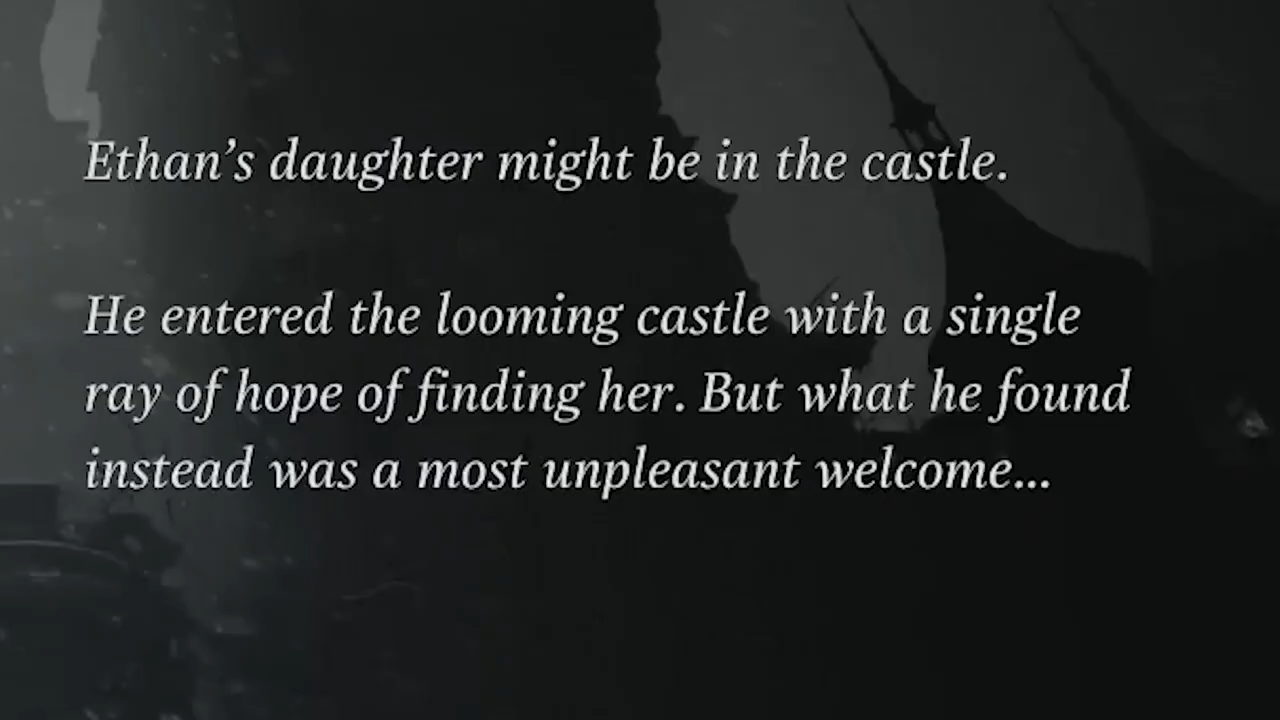 Ethan’s daughter might be in the castle.
He entered the looming castle with a single
ray of hope of finding her. But what he found
instead was a most unpleasant welcome...